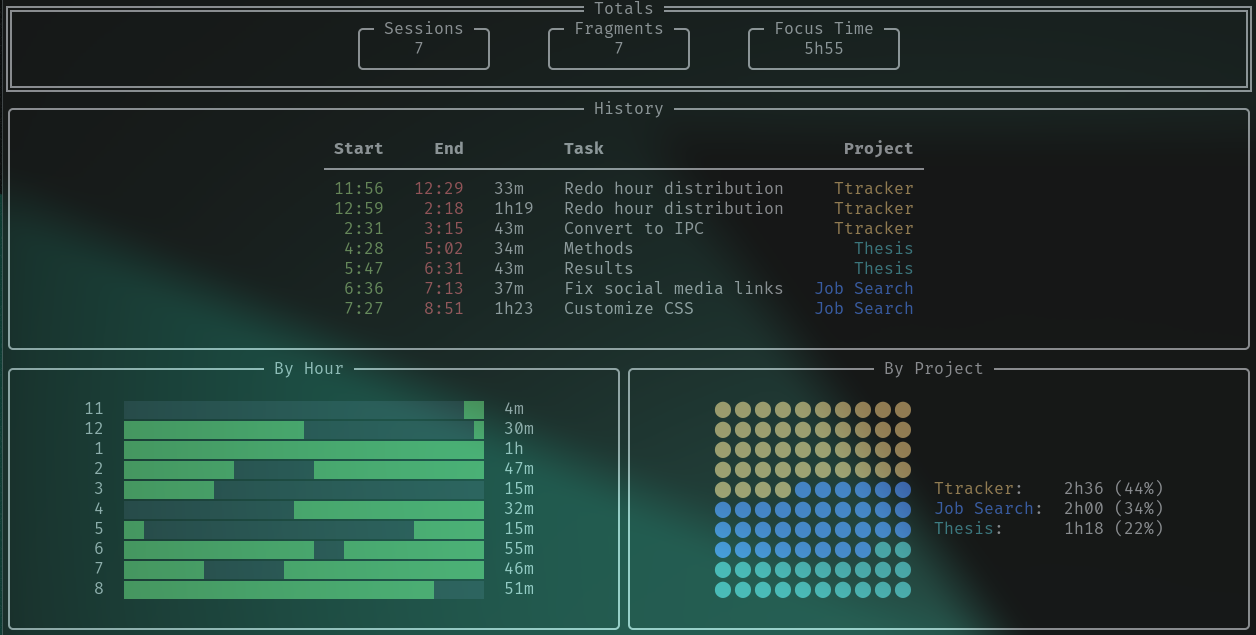 Totals
Sessions Fragments Focus Time
7 7 5h55
History
Start End Task Project
11:56 12:29 33m Redo hour distribution Ttracker
12:59 2:18 1h19 Redo hour distribution Ttracker
2:31 3:15 43m Convert to IPC Ttracker
4:28 5:02 34m Methods Thesis
5:47 6:31 43m Results Thesis
6:36 7:13 37m Fix social media links Job Search
7:27 8:51 1h23 Customize CSS Job Search
By Hour
11 4m
12 30m
1 1h
2 47m
3 15m
4 32m
5 15m
6 55m
7 46m
8 51m
By Project
Ttracker: 2h36 (44%)
Job Search: 2h00 (34%)
Thesis: 1h18 (22%)